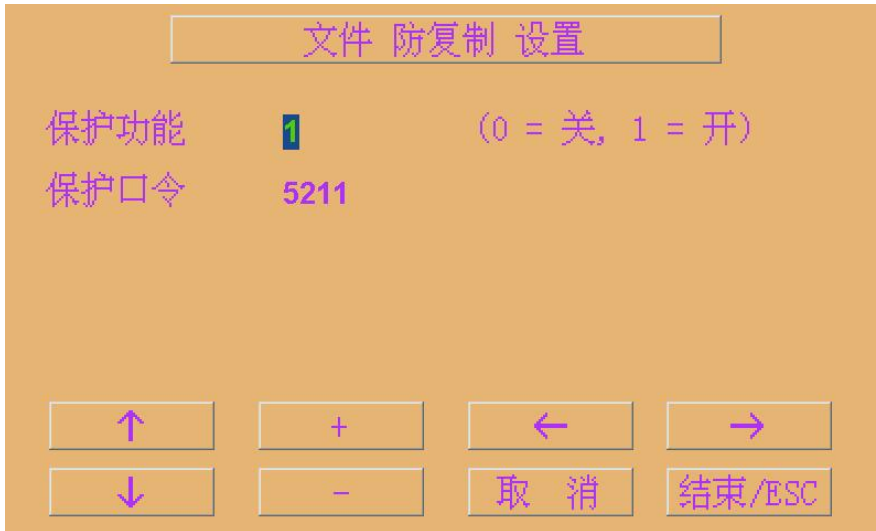 文件 防复制 设置
保护功能 1 (0 = 关, 1 = 开)
保护口令 5211
↑ + ← →
↓ - 取 消 结束/ESC